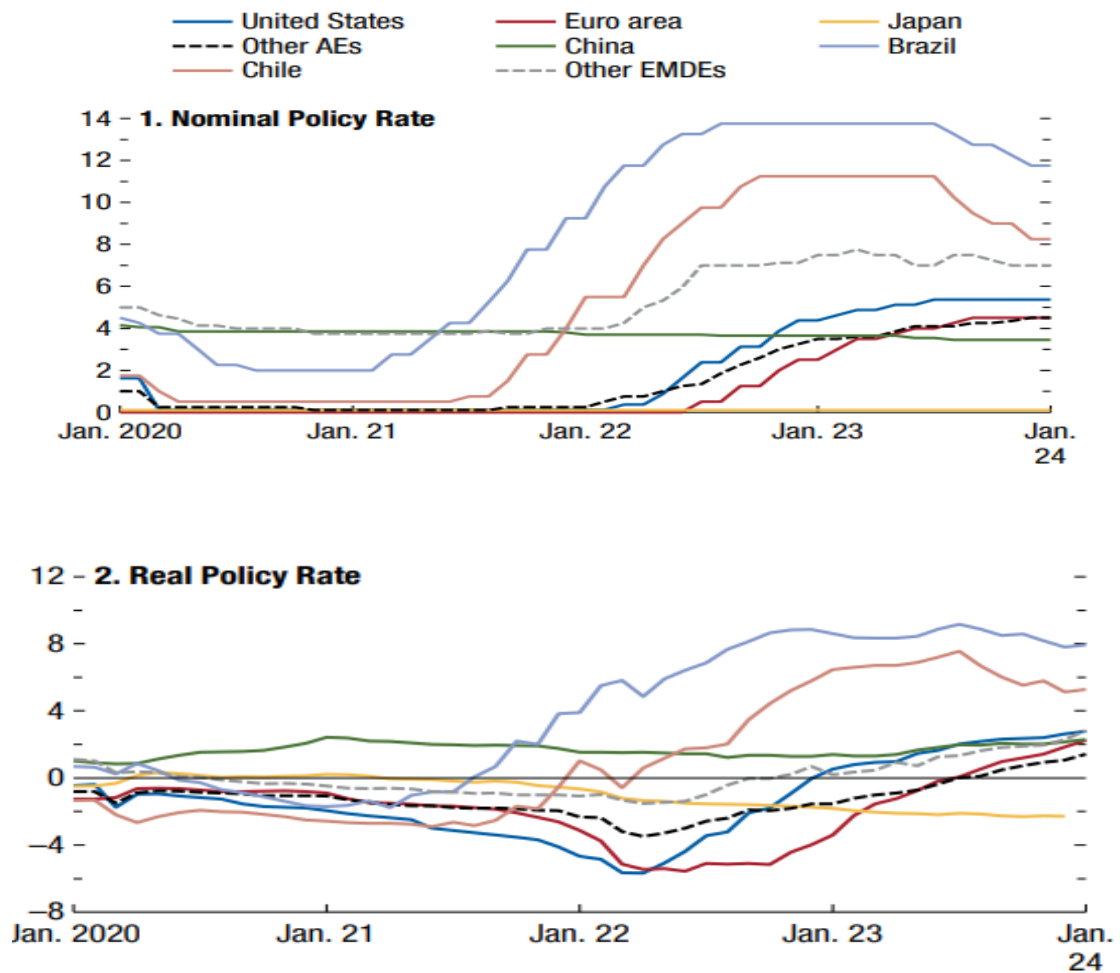 United States Euro area Japan
Other AEs China Brazil
Chile Other EMDEs
1. Nominal Policy Rate
14
12
10
8
6
4
2
0
Jan. 2020 Jan. 21 Jan. 22 Jan. 23 Jan.
24
2. Real Policy Rate
12
8
4
0
−4
−8
Jan. 2020 Jan. 21 Jan. 22 Jan. 23 Jan.
24